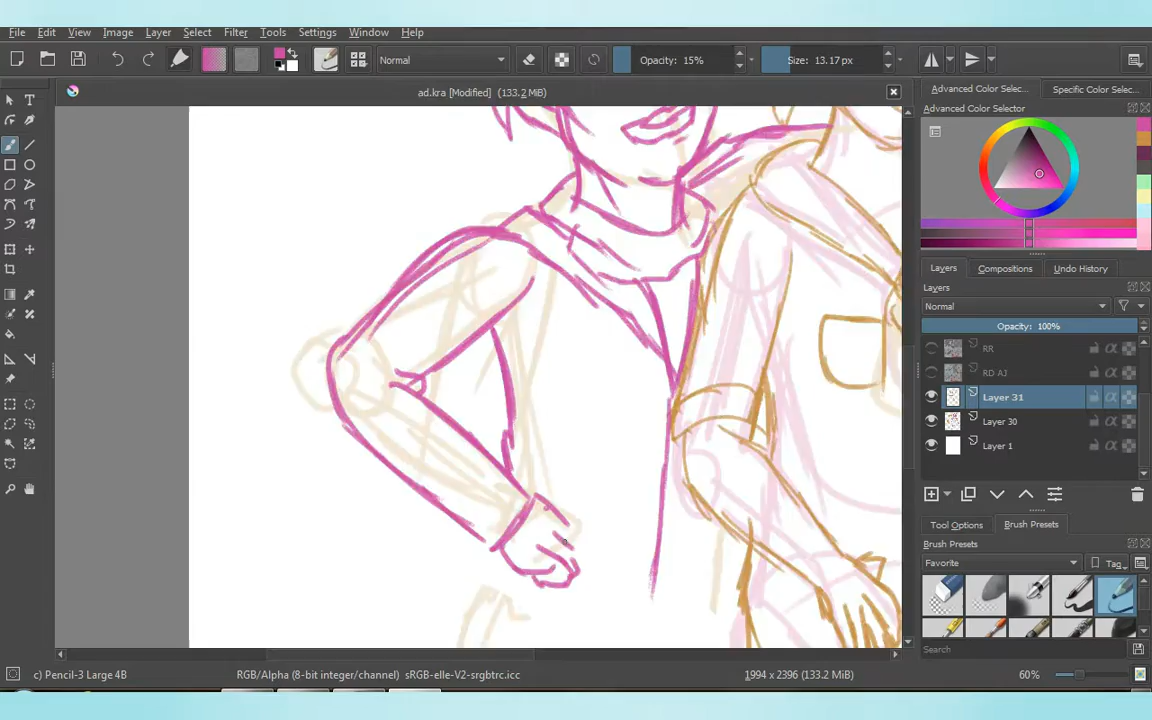 File Edit View Image Layer Select Filter Tools Settings Window Help
Normal Opacity: 15% Size: 13.17 px
ad.kra [Modified] (133.2 MiB)
Advanced Color Selec... Specific Color Selec...
Advanced Color Selector
Layers Compositions Undo History
Layers
Normal
Opacity: 100%
RR
RD AJ
Layer 31
Layer 30
Layer 1
Tool Options Brush Presets
Brush Presets
Favorite Tag
Search
c) Pencil-3 Large 4B RGB/Alpha (8-bit integer/channel) sRGB-elle-V2-srgbtrc.icc 1994 x 2396 (133.2 MiB) 60%